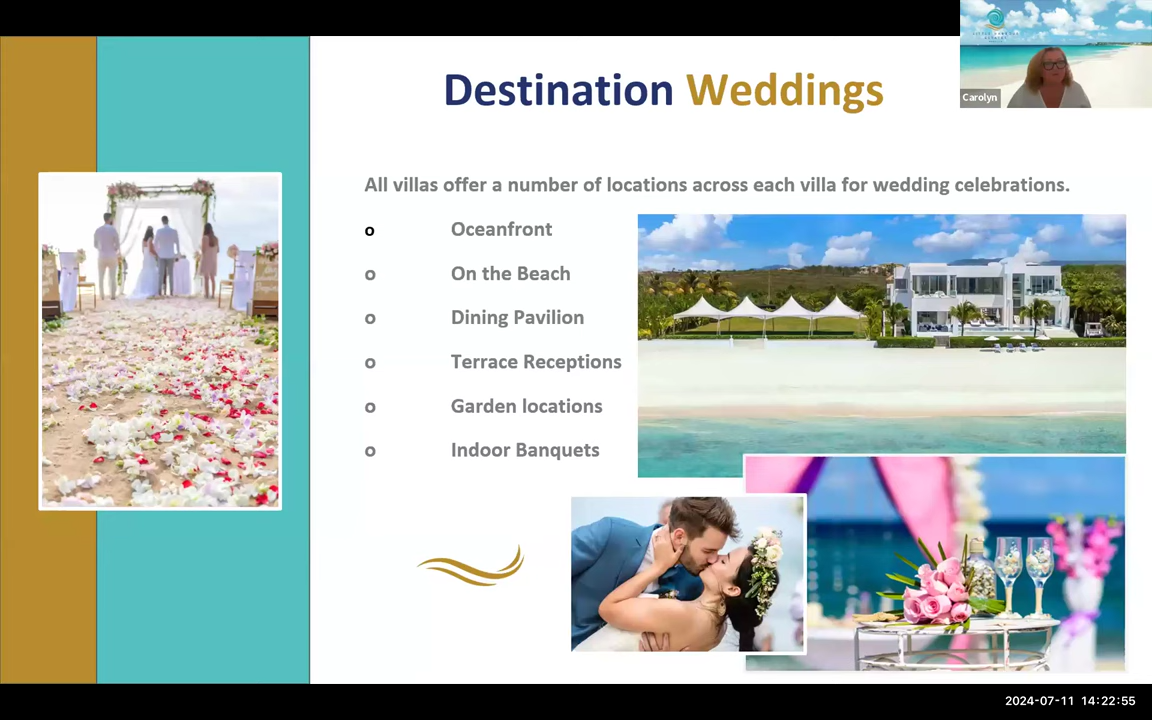 Destination Weddings
Carolyn
All villas offer a number of locations across each villa for wedding celebrations.
o Oceanfront
o On the Beach
o Dining Pavilion
o Terrace Receptions
o Garden locations
o Indoor Banquets
2024-07-11 14:22:55